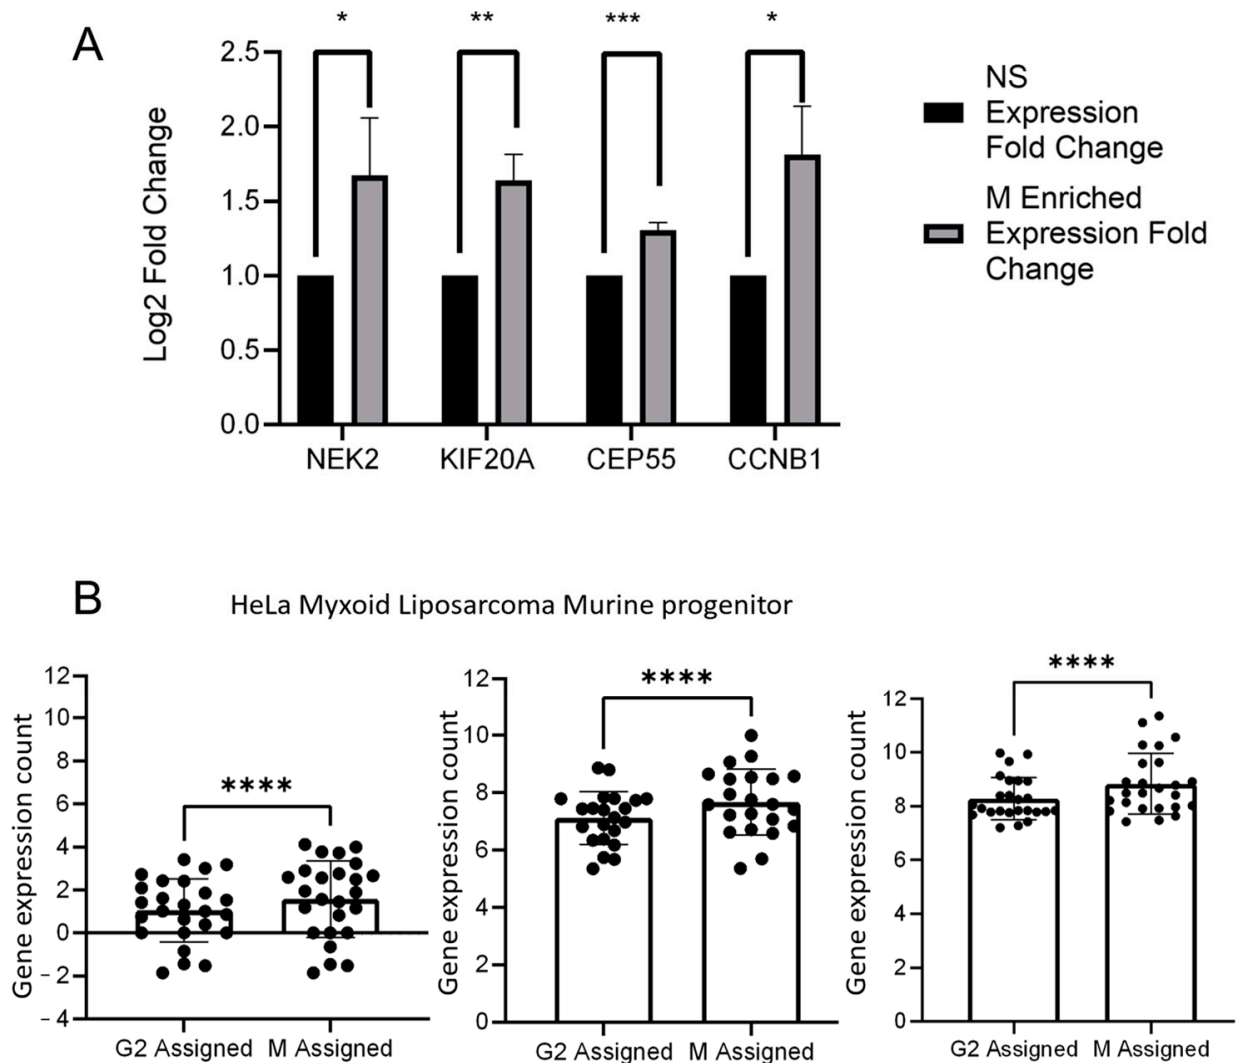 A
* ** *** *
Log2 Fold Change
2.5
2.0
1.5
1.0
0.5
0.0
NEK2 KIF20A CEP55 CCNB1
NS
Expression
Fold Change
M Enriched
Expression Fold
Change
B
HeLa Myxoid Liposarcoma Murine progenitor
Gene expression count
12
10
8
6
4
2
0
-2
-4
****
G2 Assigned M Assigned
Gene expression count
12
10
8
6
4
2
0
****
G2 Assigned M Assigned
Gene expression count
12
10
8
6
4
2
0
****
G2 Assigned M Assigned